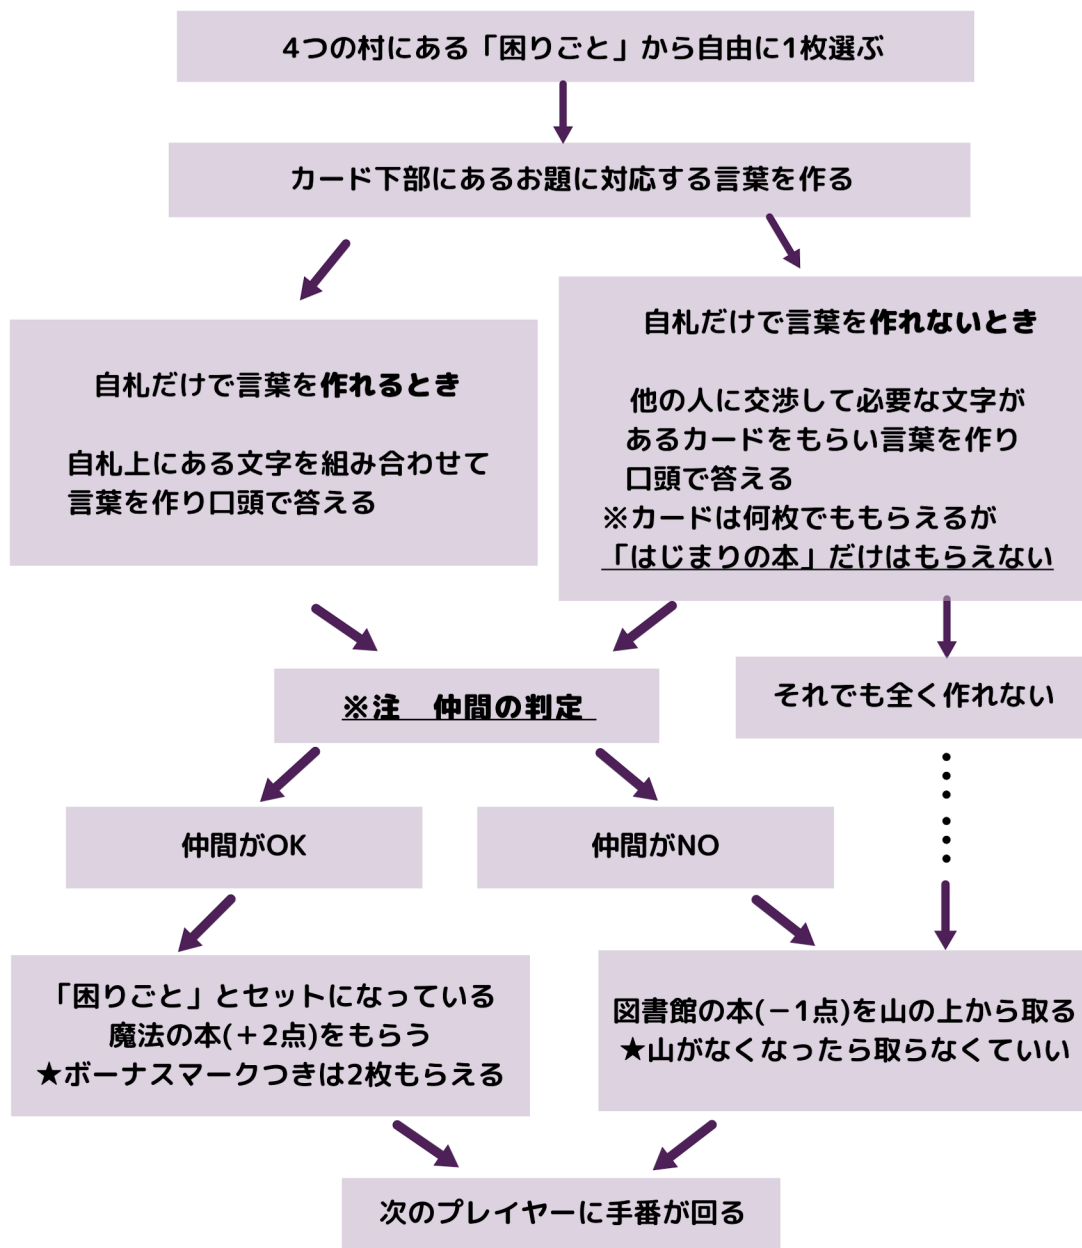 4つの村にある「困りごと」から自由に1枚選ぶ
カード下部にあるお題に対応する言葉を作る
自札だけで言葉を作れるとき
自札上にある文字を組み合わせて
言葉を作り口頭で答える
自札だけで言葉を作れないとき
他の人に交渉して必要な文字が
あるカードをもらい言葉を作り
口頭で答える
※カードは何枚でももらえるが
「はじまりの本」だけはもらえない
※注　仲間の判定
それでも全く作れない
仲間がOK
仲間がNO
「困りごと」とセットになっている
魔法の本(+2点)をもらう
★ボーナスマークつきは2枚もらえる
図書館の本(-1点)を山の上から取る
★山がなくなったら取らなくていい
次のプレイヤーに手番が回る